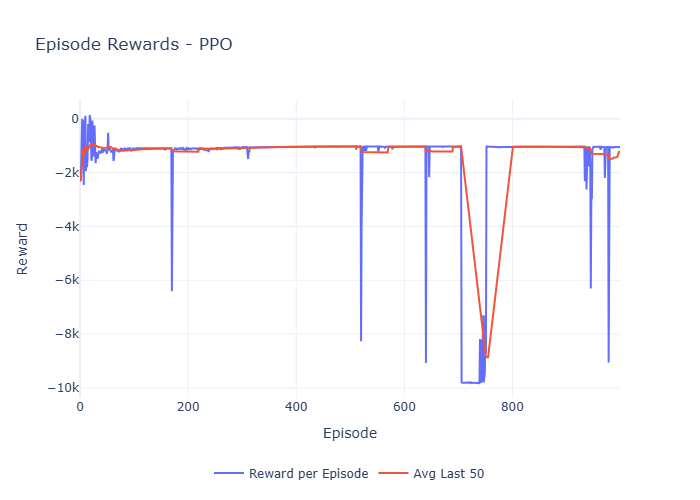 Episode Rewards - PPO
0
−2k
−4k
−6k
−8k
−10k
Reward
0 200 400 600 800
Episode
Reward per Episode Avg Last 50